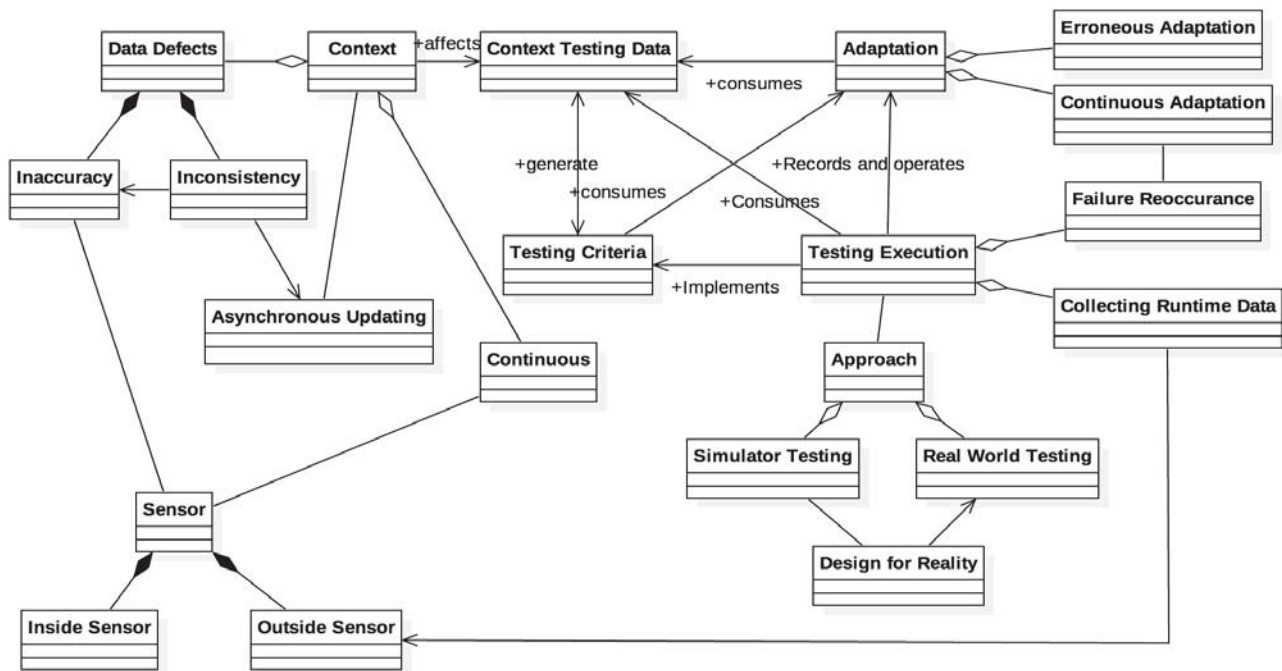 Data Defects
Context
+affects
Context Testing Data
Adaptation
Erroneous Adaptation
+consumes
Continuous Adaptation
Inaccuracy
Inconsistency
+generate
+consumes
+Records and operates
+Consumes
Failure Reoccurance
Testing Criteria
Testing Execution
+Implements
Asynchronous Updating
Collecting Runtime Data
Continuous
Approach
Simulator Testing
Real World Testing
Sensor
Design for Reality
Inside Sensor
Outside Sensor